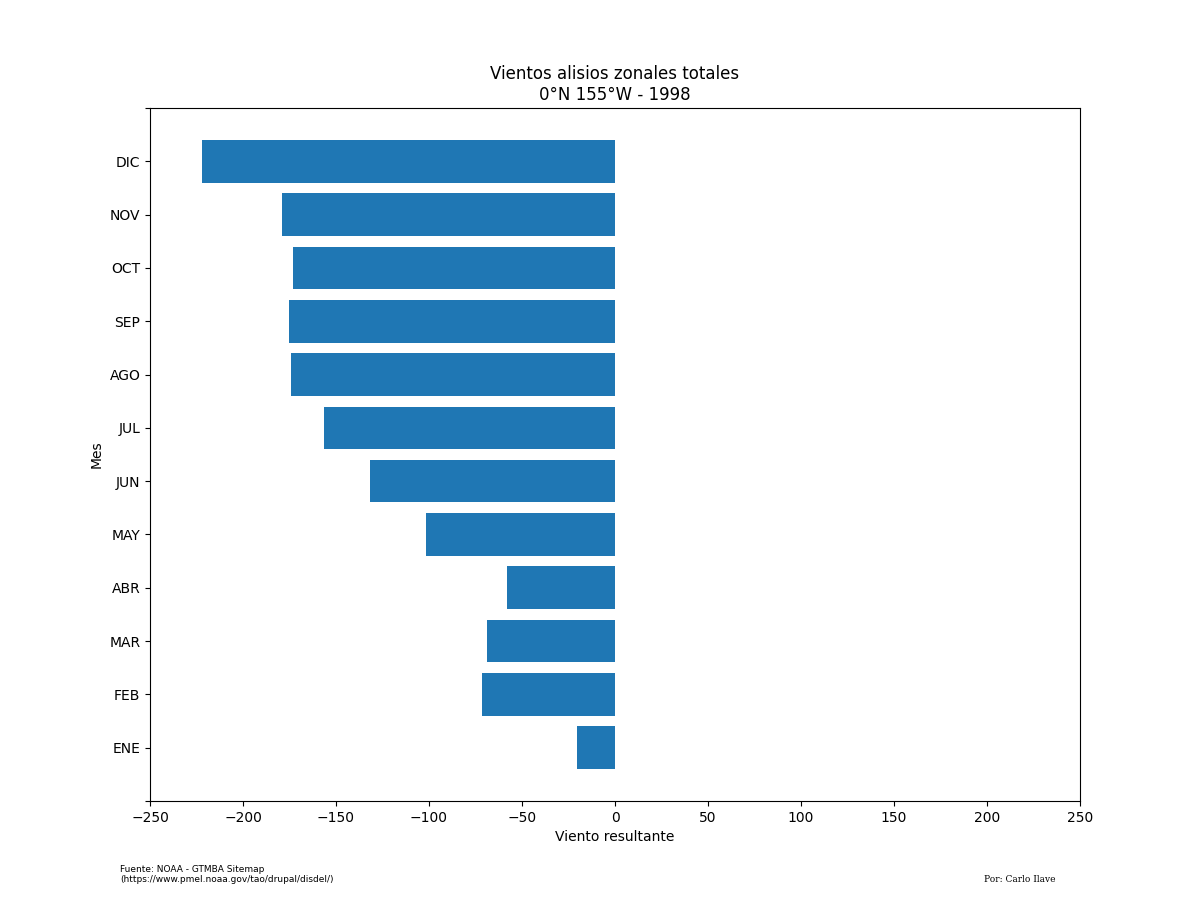 Vientos alisios zonales totales
0°N 155°W - 1998
DIC
NOV
OCT
SEP
AGO
JUL
JUN
MAY
ABR
MAR
FEB
ENE
Mes
−250 −200 −150 −100 −50 0 50 100 150 200 250
Viento resultante
Fuente: NOAA - GTMBA Sitemap
(https://www.pmel.noaa.gov/tao/drupal/disdel/)
Por: Carlo Ilave